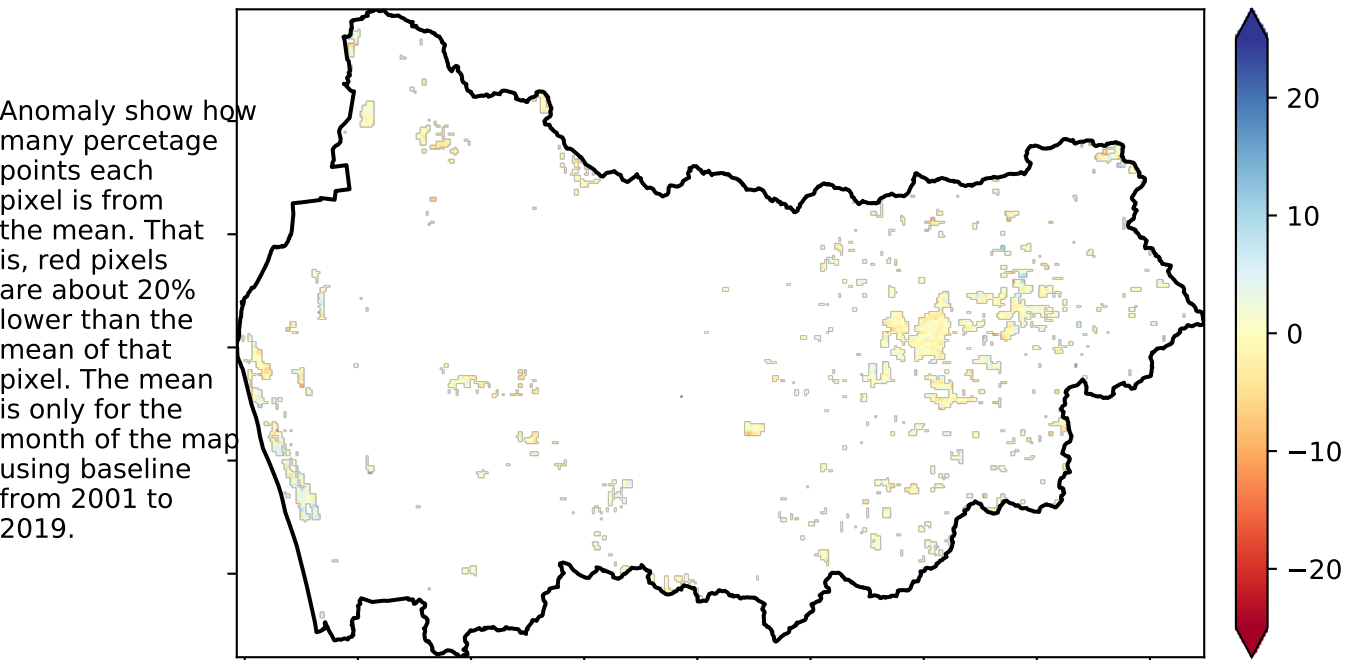 Anomaly show how
many percetage
points each
pixel is from
the mean. That
is, red pixels
are about 20%
lower than the
mean of that
pixel. The mean
is only for the
month of the map
using baseline
from 2001 to
2019.
20
10
0
−10
−20